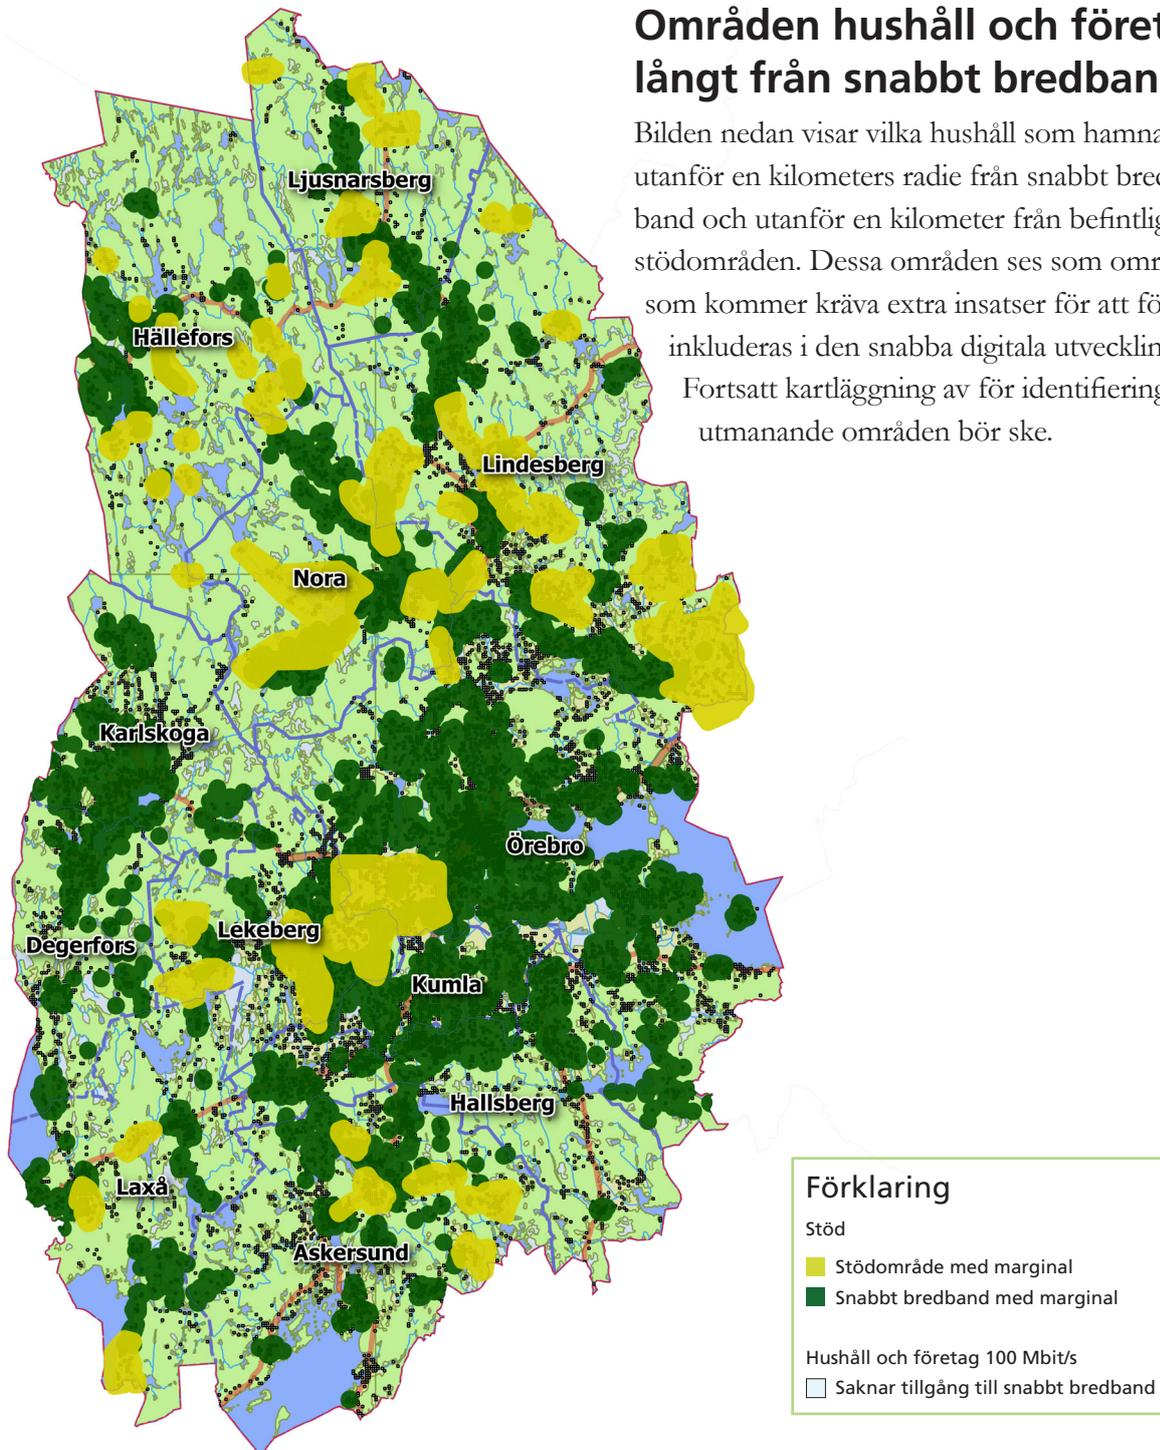 Områden hushåll och föret
långt från snabbt bredban
Bilden nedan visar vilka hushåll som hamna
utanför en kilometers radie från snabbt bred
band och utanför en kilometer från befintlig
stödområden. Dessa områden ses som omr
som kommer kräva extra insatser för att fö
inkluderas i den snabba digitala utvecklin
Fortsatt kartläggning av för identifiering
utmanande områden bör ske.
Ljusnarsberg
Hällefors
Lindesberg
Nora
Karlskoga
Örebro
Lekeberg
Degerfors
Kumla
Hallsberg
Laxå
Askersund
Förklaring
Stöd
Stödområde med marginal
Snabbt bredband med marginal
Hushåll och företag 100 Mbit/s
Saknar tillgång till snabbt bredband